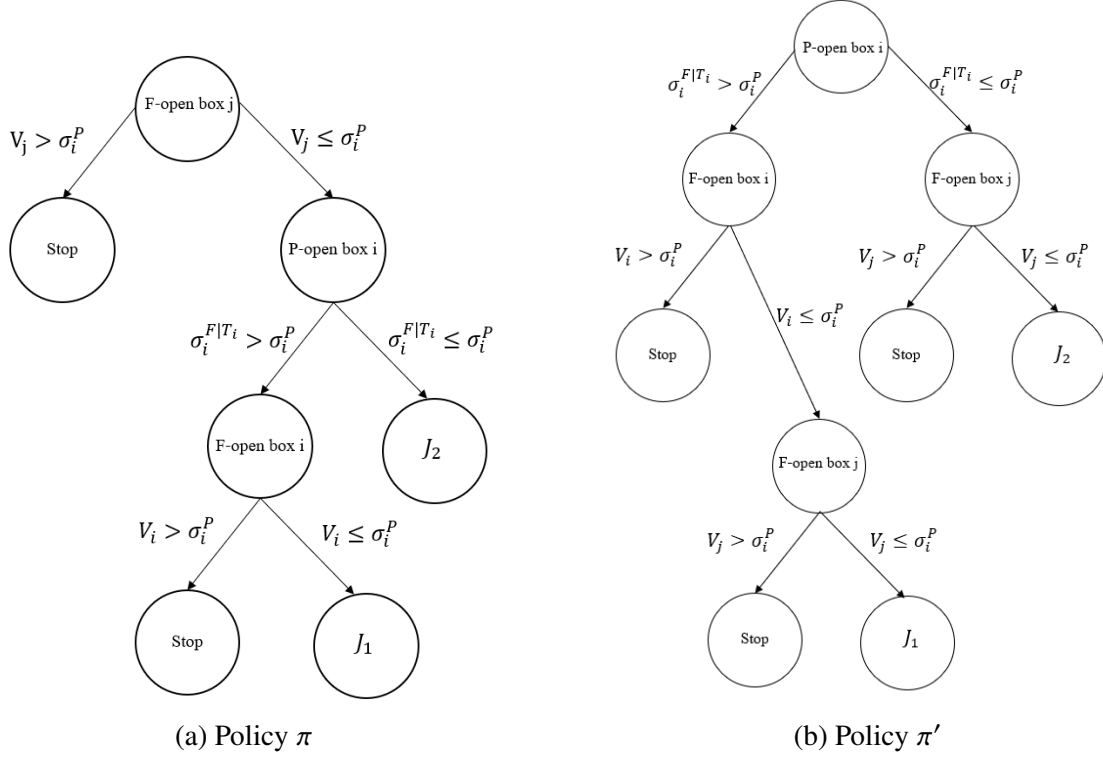 F-open box j
V_j > σ_i^P
V_j ≤ σ_i^P
Stop
P-open box i
σ_i^{F|T_i} > σ_i^P
σ_i^{F|T_i} ≤ σ_i^P
F-open box i
J_2
V_i > σ_i^P
V_i ≤ σ_i^P
Stop
J_1
(a) Policy π
P-open box i
σ_i^{F|T_i} > σ_i^P
σ_i^{F|T_i} ≤ σ_i^P
F-open box i
F-open box j
V_i > σ_i^P
V_i ≤ σ_i^P
V_j > σ_i^P
V_j ≤ σ_i^P
Stop
Stop
J_2
F-open box j
V_j > σ_i^P
V_j ≤ σ_i^P
Stop
J_1
(b) Policy π′